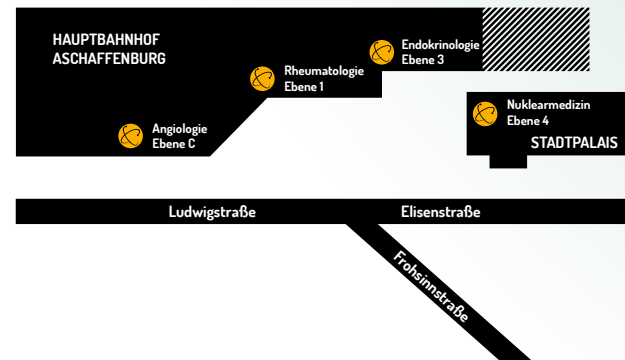 HAUPTBAHNHOF
ASCHAFFENBURG
Endokrinologie
Ebene 3
Rheumatologie
Ebene 1
Angiologie
Ebene C
Nuklearmedizin
Ebene 4
STADTPALAIS
Ludwigstraße
Elisenstraße
Frohsinnstraße